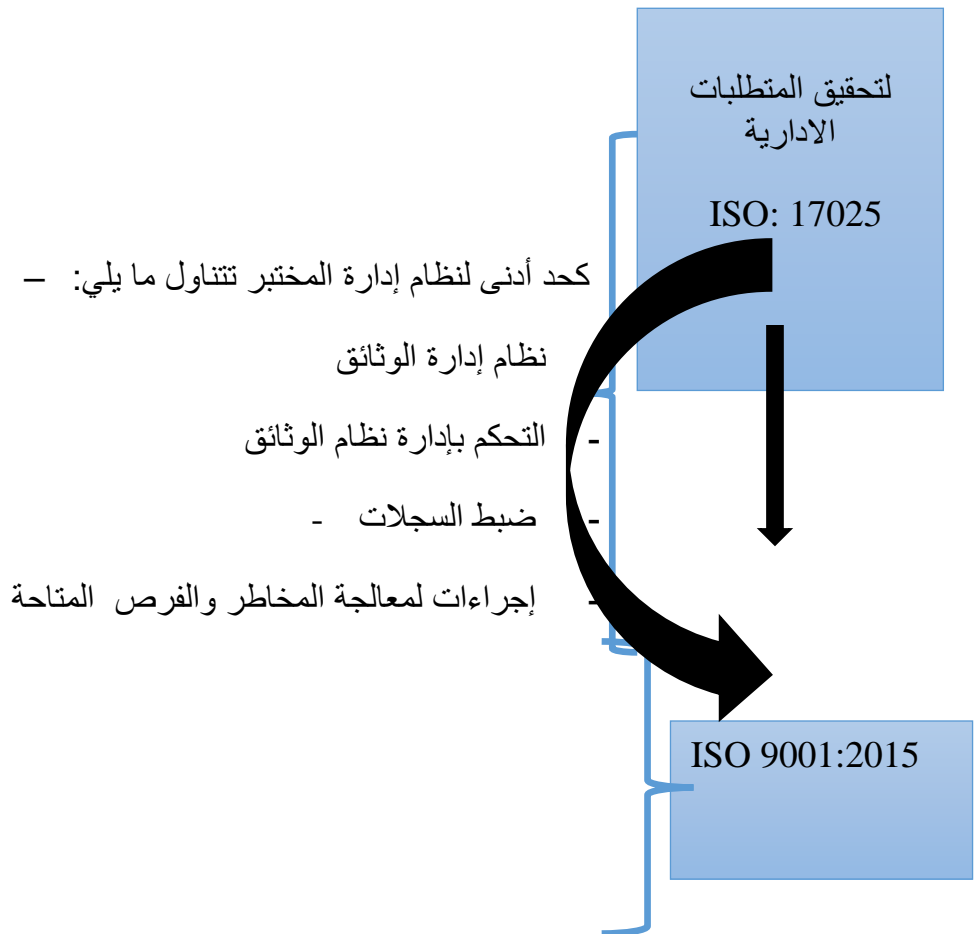 لتحقيق المتطلبات
الادارية
ISO: 17025
كحد أدنى لنظام إدارة المختبر تتناول ما يلي: –
نظام إدارة الوثائق
- التحكم بإدارة نظام الوثائق
- ضبط السجلات -
- إجراءات لمعالجة المخاطر والفرص المتاحة
ISO 9001:2015